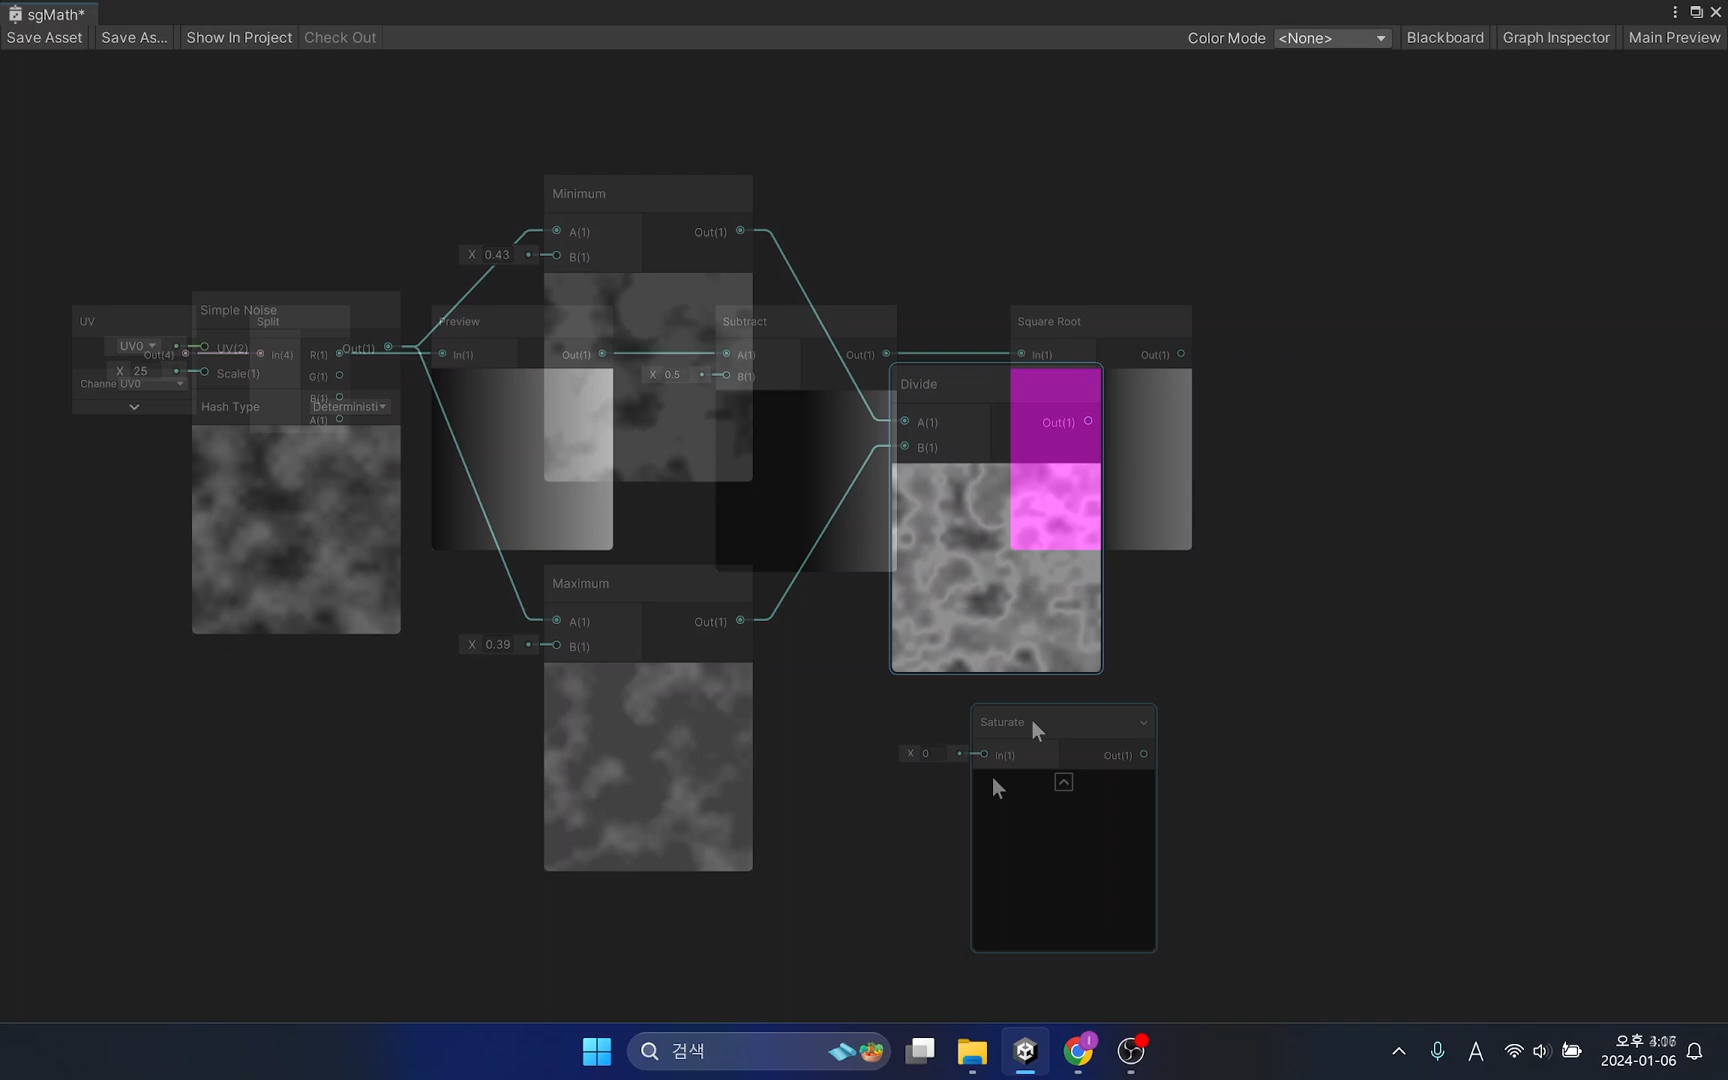 sgMath*
Save Asset
Save As...
Show In Project
Check Out
Color Mode
<None>
Blackboard
Graph Inspector
Main Preview
Minimum
A(1)
Out(1)
X 0.43
B(1)
Simple Noise
UV0
UV(2)
Out(1)
X 25
Scale(1)
Hash Type
Deterministi
UV
Out(4)
Channe UV0
Split
In(4)
R(1)
G(1)
B(1)
A(1)
Preview
In(1)
Out(1)
Subtract
A(1)
Out(1)
X 0.5
B(1)
Square Root
In(1)
Out(1)
Divide
A(1)
Out(1)
B(1)
Maximum
A(1)
Out(1)
X 0.39
B(1)
Saturate
X 0
In(1)
Out(1)
검색
A
오후
2024-01-06